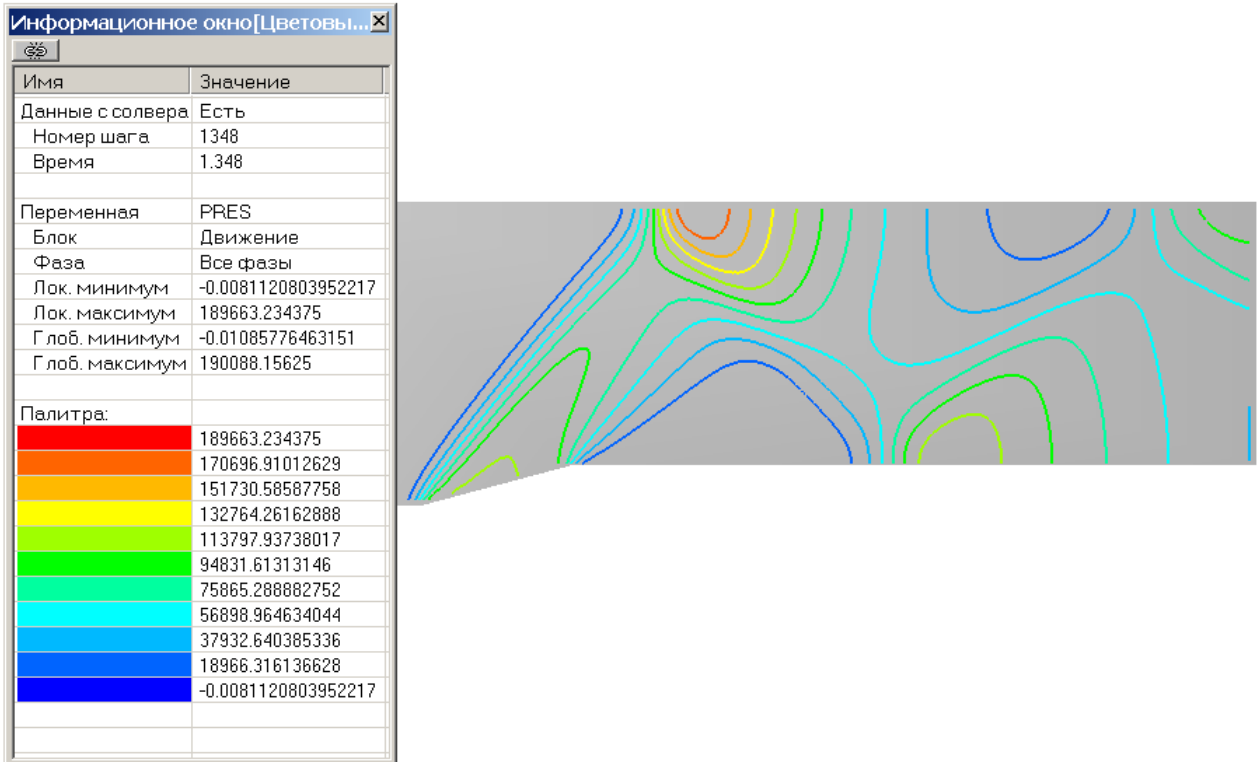 Информационное окно[Цветовы...
Имя Значение
Данные с солвера Есть
Номер шага 1348
Время 1.348
Переменная PRES
Блок Движение
Фаза Все фазы
Лок. минимум -0.0081120803952217
Лок. максимум 189663.234375
Глоб. минимум -0.01085776463151
Глоб. максимум 190088.15625
Палитра:
189663.234375
170696.91012629
151730.58587758
132764.26162888
113797.93738017
94831.61313146
75865.288882752
56898.964634044
37932.640385336
18966.316136628
-0.0081120803952217